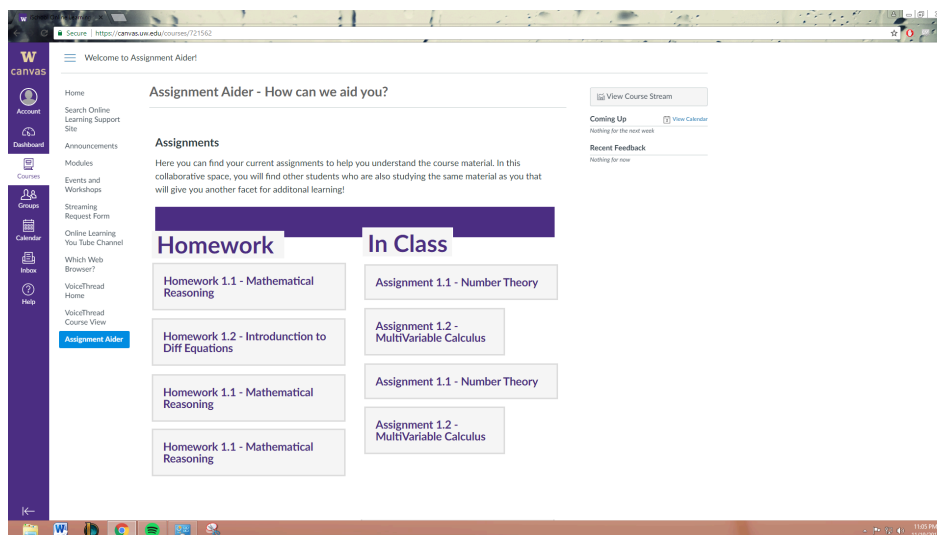 Secure | https://canvas.uw.edu/courses/721562
W
canvas
Account
Dashboard
Courses
Groups
Calendar
Inbox
Help
Welcome to Assignment Aider!
Home
Search Online
Learning Support
Site
Announcements
Modules
Events and
Workshops
Streaming
Request Form
Online Learning
You Tube Channel
Which Web
Browser?
VoiceThread
Home
VoiceThread
Course View
Assignment Aider
Assignment Aider - How can we aid you?
Assignments
Here you can find your current assignments to help you understand the course material. In this
collaborative space, you will find other students who are also studying the same material as you that
will give you another facet for additonal learning!
Homework
Homework 1.1 - Mathematical
Reasoning
Homework 1.2 - Introdunction to
Diff Equations
Homework 1.1 - Mathematical
Reasoning
Homework 1.1 - Mathematical
Reasoning
In Class
Assignment 1.1 - Number Theory
Assignment 1.2 -
MultiVariable Calculus
Assignment 1.1 - Number Theory
Assignment 1.2 -
MultiVariable Calculus
View Course Stream
Coming Up
View Calendar
Nothing for the next week
Recent Feedback
Nothing for now
11:05 PM